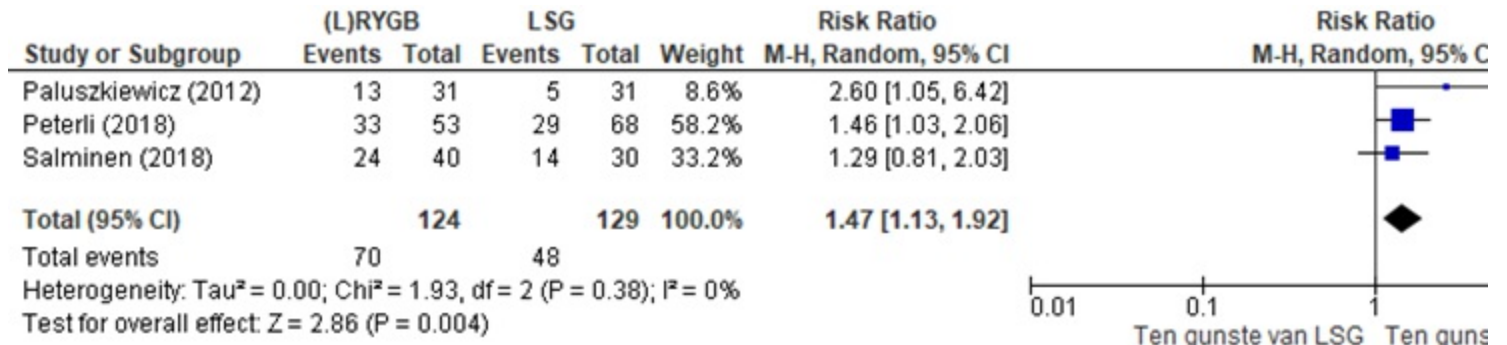 (L)RYGB LSG Risk Ratio Risk Ratio
Study or Subgroup Events Total Events Total Weight M-H, Random, 95% CI M-H, Random, 95% C
Paluszkiewicz (2012) 13 31 5 31 8.6% 2.60 [1.05, 6.42]
Peterli (2018) 33 53 29 68 58.2% 1.46 [1.03, 2.06]
Salminen (2018) 24 40 14 30 33.2% 1.29 [0.81, 2.03]
Total (95% CI) 124 129 100.0% 1.47 [1.13, 1.92]
Total events 70 48
Heterogeneity: Tau² = 0.00; Chi² = 1.93, df = 2 (P = 0.38); I² = 0%
Test for overall effect: Z = 2.86 (P = 0.004)
0.01 0.1 1
Ten gunste van LSG Ten guns